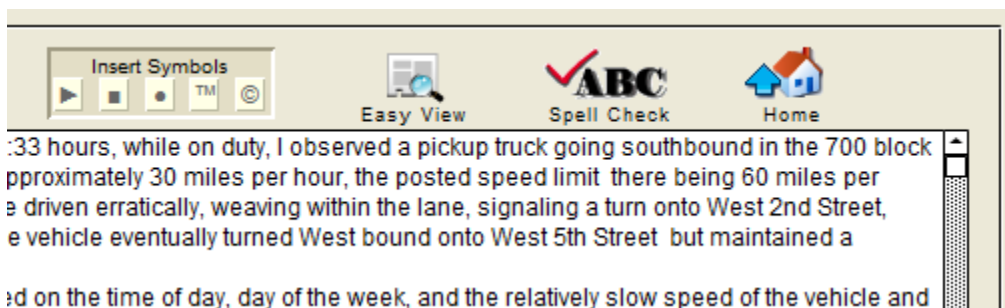 Insert Symbols
TM ©
Easy View
ABC
Spell Check
Home
:33 hours, while on duty, I observed a pickup truck going southbound in the 700 block
pproximately 30 miles per hour, the posted speed limit there being 60 miles per
e driven erratically, weaving within the lane, signaling a turn onto West 2nd Street,
e vehicle eventually turned West bound onto West 5th Street but maintained a
ed on the time of day, day of the week, and the relatively slow speed of the vehicle and